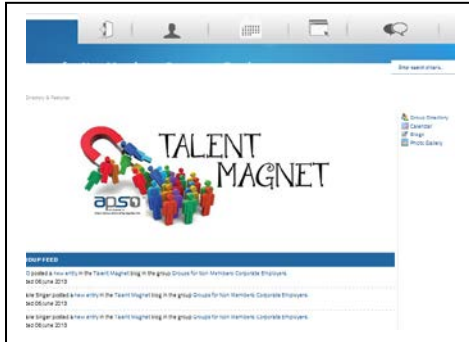 Enter search criteria...
Directory & Features
Group Directory
Calendar
Blogs
Photo Gallery
TALENT
MAGNET
apso
OUP FEED
posted a new entry in the Talent Magnet blog in the group Groups for Non Members: Corporate Employers.
ted 06 June 2013
Singer posted a new entry in the Talent Magnet blog in the group Groups for Non Members: Corporate Employers.
ted 06 June 2013
Singer posted a new entry in the Talent Magnet blog in the group Groups for Non Members: Corporate Employers.
ted 06 June 2013